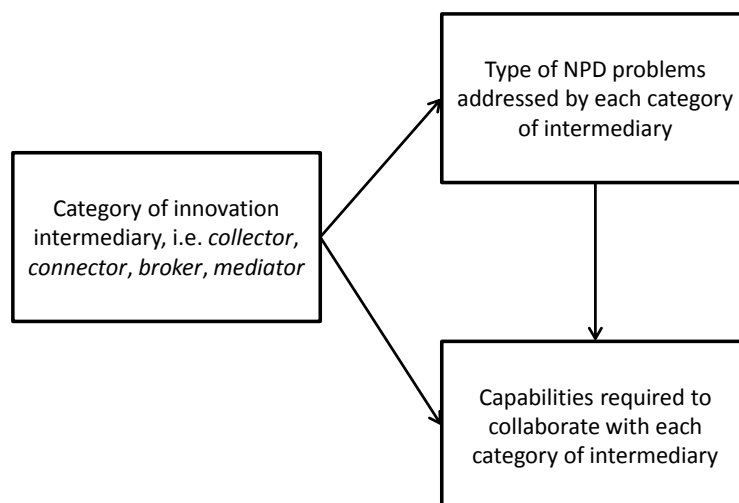 Type of NPD problems
addressed by each category
of intermediary
Category of innovation
intermediary, i.e. collector,
connector, broker, mediator
Capabilities required to
collaborate with each
category of intermediary